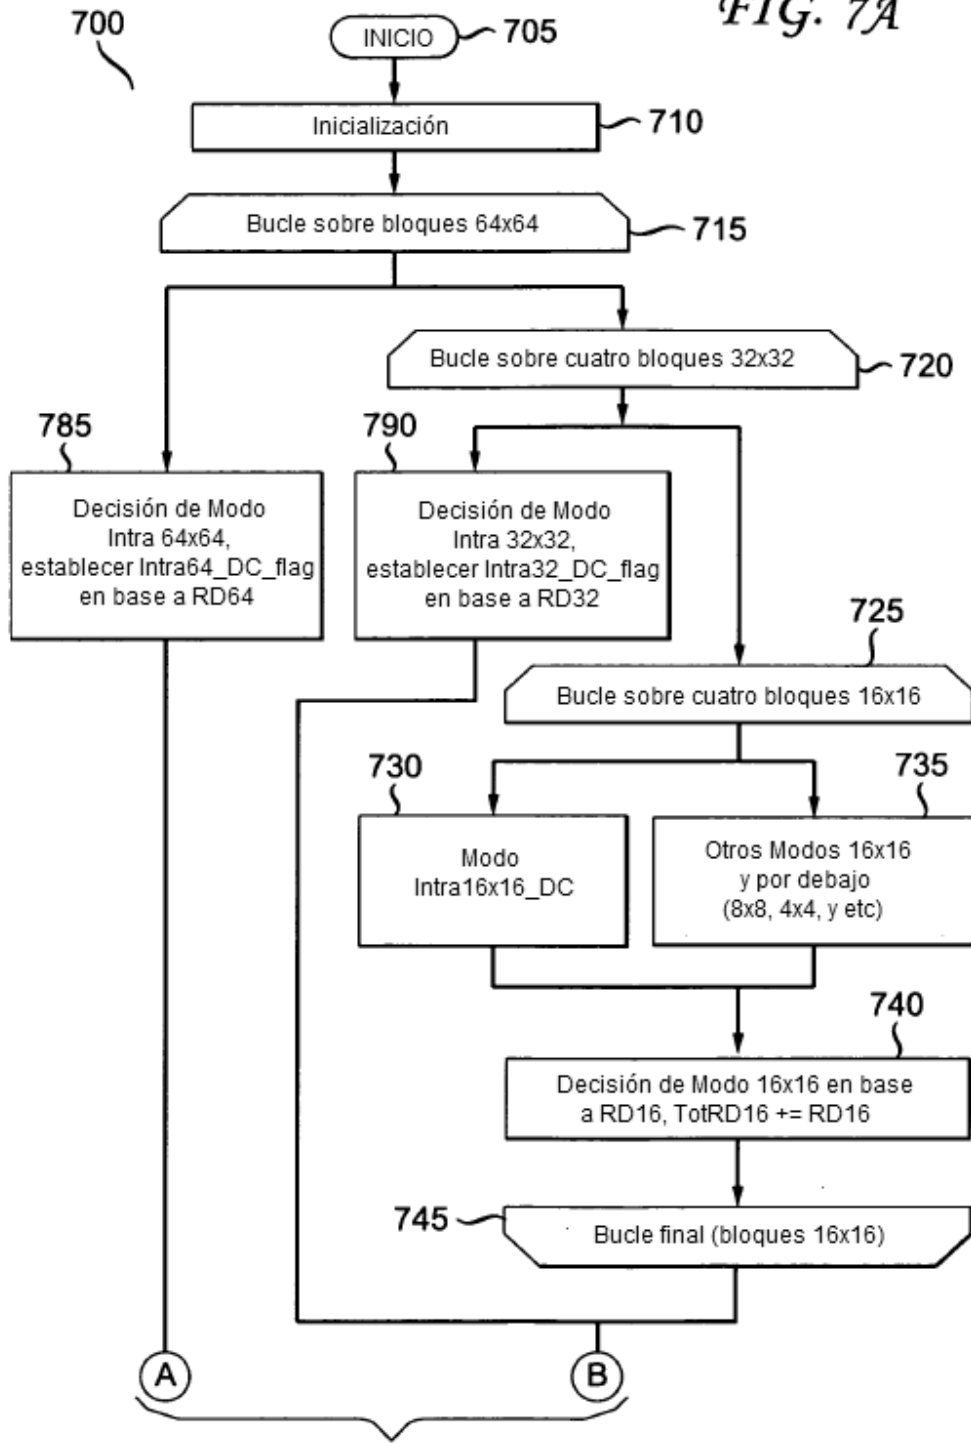 FIG. 7A
700
INICIO
705
Inicialización
710
Bucle sobre bloques 64x64
715
Bucle sobre cuatro bloques 32x32
720
785
Decisión de Modo
Intra 64x64,
establecer Intra64_DC_flag
en base a RD64
790
Decisión de Modo
Intra 32x32,
establecer Intra32_DC_flag
en base a RD32
725
Bucle sobre cuatro bloques 16x16
730
Modo
Intra16x16_DC
735
Otros Modos 16x16
y por debajo
(8x8, 4x4, y etc)
740
Decisión de Modo 16x16 en base
a RD16, TotRD16 += RD16
745
Bucle final (bloques 16x16)
A
B